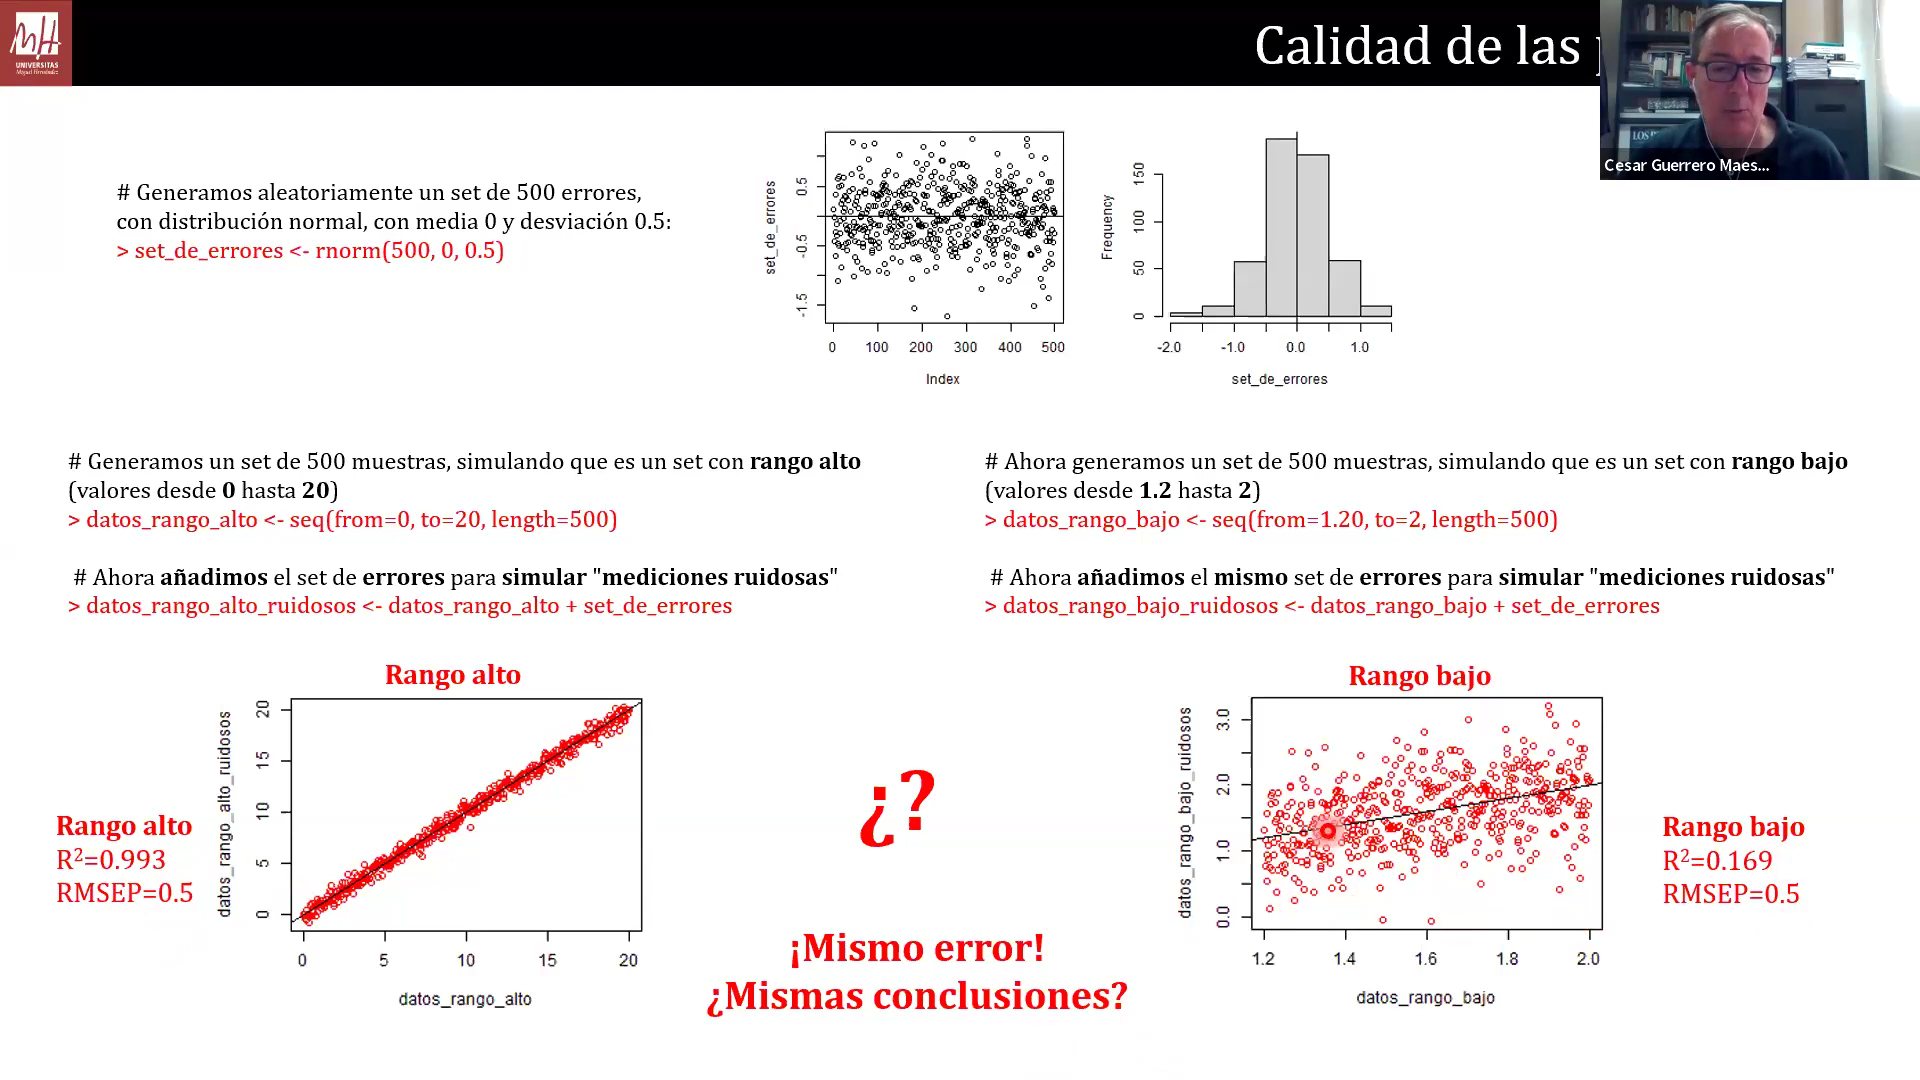 UNIVERSITAS
Miguel Hernández
Calidad de las
Cesar Guerrero Maes...
# Generamos aleatoriamente un set de 500 errores,
con distribución normal, con media 0 y desviación 0.5:
> set_de_errores <- rnorm(500, 0, 0.5)
set_de_errores
0.5
-0.5
-1.5
0 100 200 300 400 500
Index
Frequency
150
100
50
0
-2.0 -1.0 0.0 1.0
set_de_errores
# Generamos un set de 500 muestras, simulando que es un set con rango alto
(valores desde 0 hasta 20)
> datos_rango_alto <- seq(from=0, to=20, length=500)
# Ahora añadimos el set de errores para simular "mediciones ruidosas"
> datos_rango_alto_ruidosos <- datos_rango_alto + set_de_errores
# Ahora generamos un set de 500 muestras, simulando que es un set con rango bajo
(valores desde 1.2 hasta 2)
> datos_rango_bajo <- seq(from=1.20, to=2, length=500)
# Ahora añadimos el mismo set de errores para simular "mediciones ruidosas"
> datos_rango_bajo_ruidosos <- datos_rango_bajo + set_de_errores
Rango alto
Rango alto
R²=0.993
RMSEP=0.5
datos_rango_alto_ruidosos
20
15
10
5
0
0 5 10 15 20
datos_rango_alto
¿?
¡Mismo error!
¿Mismas conclusiones?
Rango bajo
datos_rango_bajo_ruidosos
3.0
2.0
1.0
0.0
1.2 1.4 1.6 1.8 2.0
datos_rango_bajo
Rango bajo
R²=0.169
RMSEP=0.5